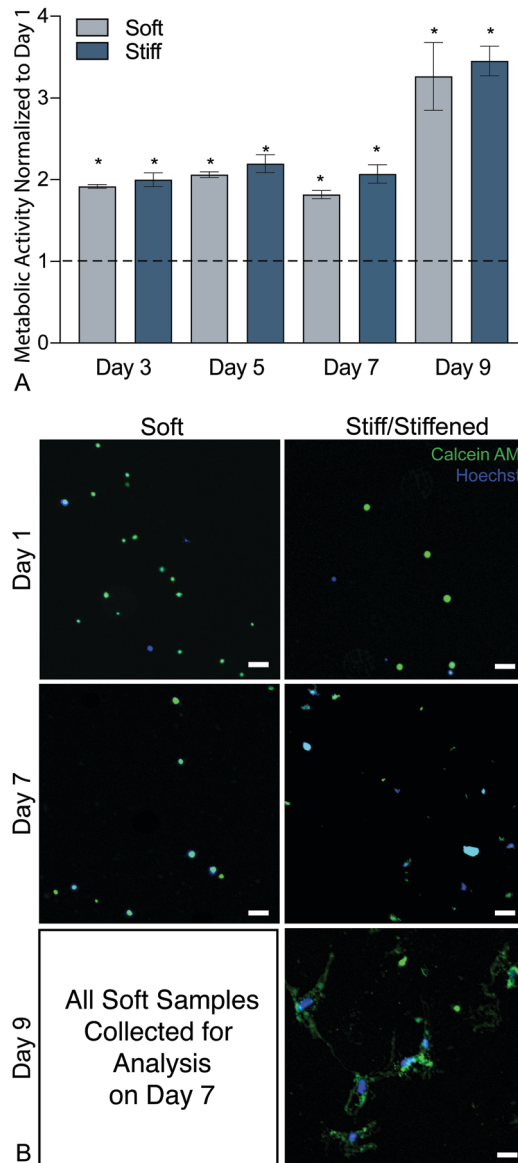 Metabolic Activity Normalized to Day 1
4
3
2
1
0
Soft
Stiff
* * * * * * * *
Day 3 Day 5 Day 7 Day 9
A
Soft Stiff/Stiffened
Calcein AM
Hoechst
Day 1
Day 7
Day 9
All Soft Samples
Collected for
Analysis
on Day 7
B